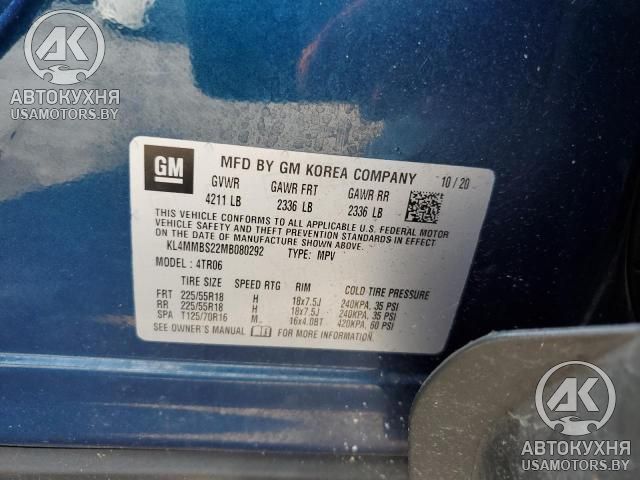 АВТОКУХНЯ
USAMOTORS.BY
GM
MFD BY GM KOREA COMPANY
10/20
GVWR GAWR FRT GAWR RR
4211 LB 2336 LB 2336 LB
THIS VEHICLE CONFORMS TO ALL APPLICABLE U.S. FEDERAL MOTOR
VEHICLE SAFETY AND THEFT PREVENTION STANDARDS IN EFFECT
ON THE DATE OF MANUFACTURE SHOWN ABOVE.
KL4MMBS22MB080292 TYPE: MPV
MODEL: 4TR06
TIRE SIZE SPEED RTG RIM COLD TIRE PRESSURE
FRT 225/55R18 H 18x7.5J 240KPA, 35 PSI
RR 225/55R18 H 18x7.5J 240KPA, 35 PSI
SPA T125/70R16 M 16x4.0BT 420KPA, 60 PSI
SEE OWNER'S MANUAL FOR MORE INFORMATION.
AK
АВТОКУХНЯ
USAMOTORS.BY